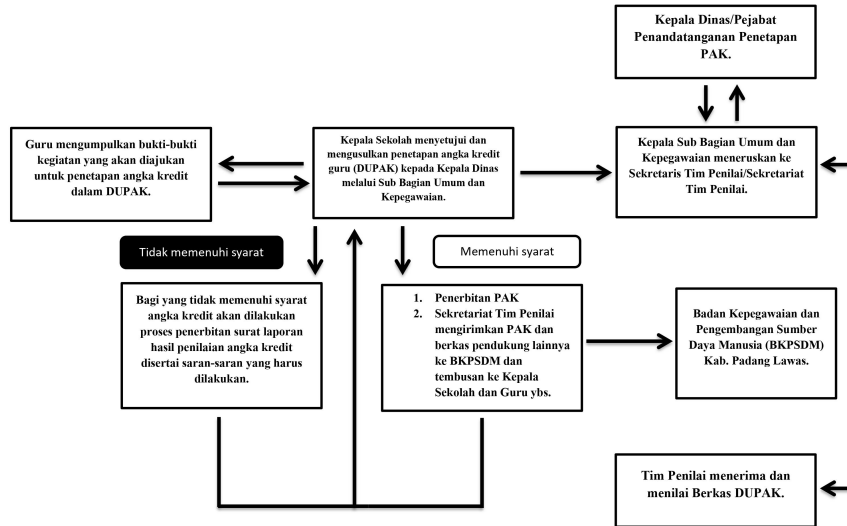 Kepala Dinas/Pejabat
Penandatanganan Penetapan
PAK.
Guru mengumpulkan bukti-bukti
kegiatan yang akan diajukan
untuk penetapan angka kredit
dalam DUPAK.
Kepala Sekolah menyetujui dan
mengusulkan penetapan angka kredit
guru (DUPAK) kepada Kepala Dinas
melalui Sub Bagian Umum dan
Kepegawaian.
Kepala Sub Bagian Umum dan
Kepegawaian meneruskan ke
Sekretaris Tim Penilai/Sekretariat
Tim Penilai.
Tidak memenuhi syarat
Memenuhi syarat
Bagi yang tidak memenuhi syarat
angka kredit akan dilakukan
proses penerbitan surat laporan
hasil penilaian angka kredit
disertai saran-saran yang harus
dilakukan.
1. Penerbitan PAK
2. Sekretariat Tim Penilai
mengirimkan PAK dan
berkas pendukung lainnya
ke BKPSDM dan
tembusan ke Kepala
Sekolah dan Guru ybs.
Badan Kepegawaian dan
Pengembangan Sumber
Daya Manusia (BKPSDM)
Kab. Padang Lawas.
Tim Penilai menerima dan
menilai Berkas DUPAK.